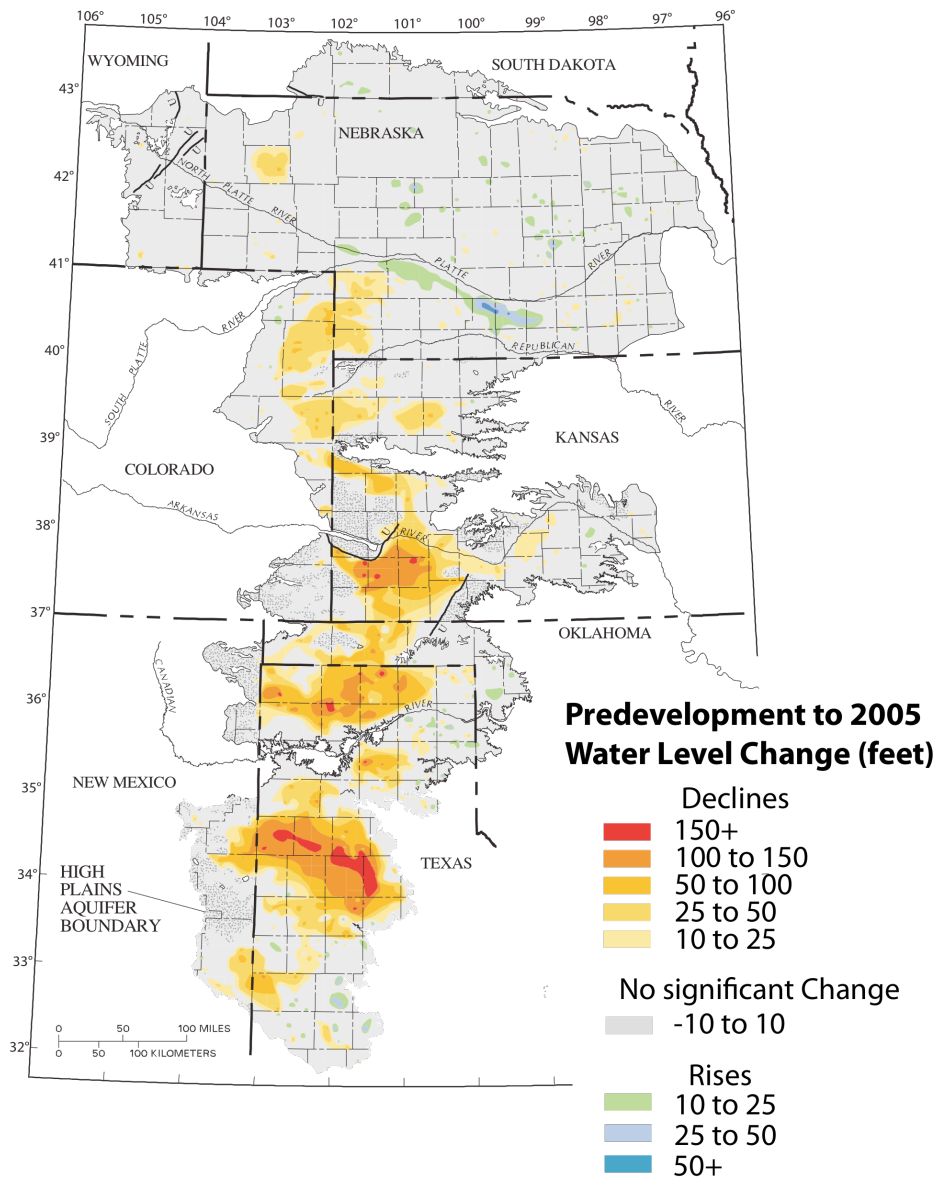 106°
105°
104°
103°
102°
101°
100°
99°
98°
97°
96°
WYOMING
SOUTH DAKOTA
43°
U
U
NEBRASKA
U
U
42°
NORTH PLATTE RIVER
41°
PLATTE
RIVER
RIVER
SOUTH PLATTE
40°
REPUBLICAN
RIVER
39°
KANSAS
COLORADO
ARKANSAS
38°
U
RIVER
37°
U
OKLAHOMA
CANADIAN
36°
RIVER
Predevelopment to 2005
Water Level Change (feet)
NEW MEXICO
35°
Declines
150+
100 to 150
50 to 100
25 to 50
10 to 25
TEXAS
34°
HIGH
PLAINS
AQUIFER
BOUNDARY
33°
No significant Change
-10 to 10
0 50 100 MILES
0 50 100 KILOMETERS
32°
Rises
10 to 25
25 to 50
50+